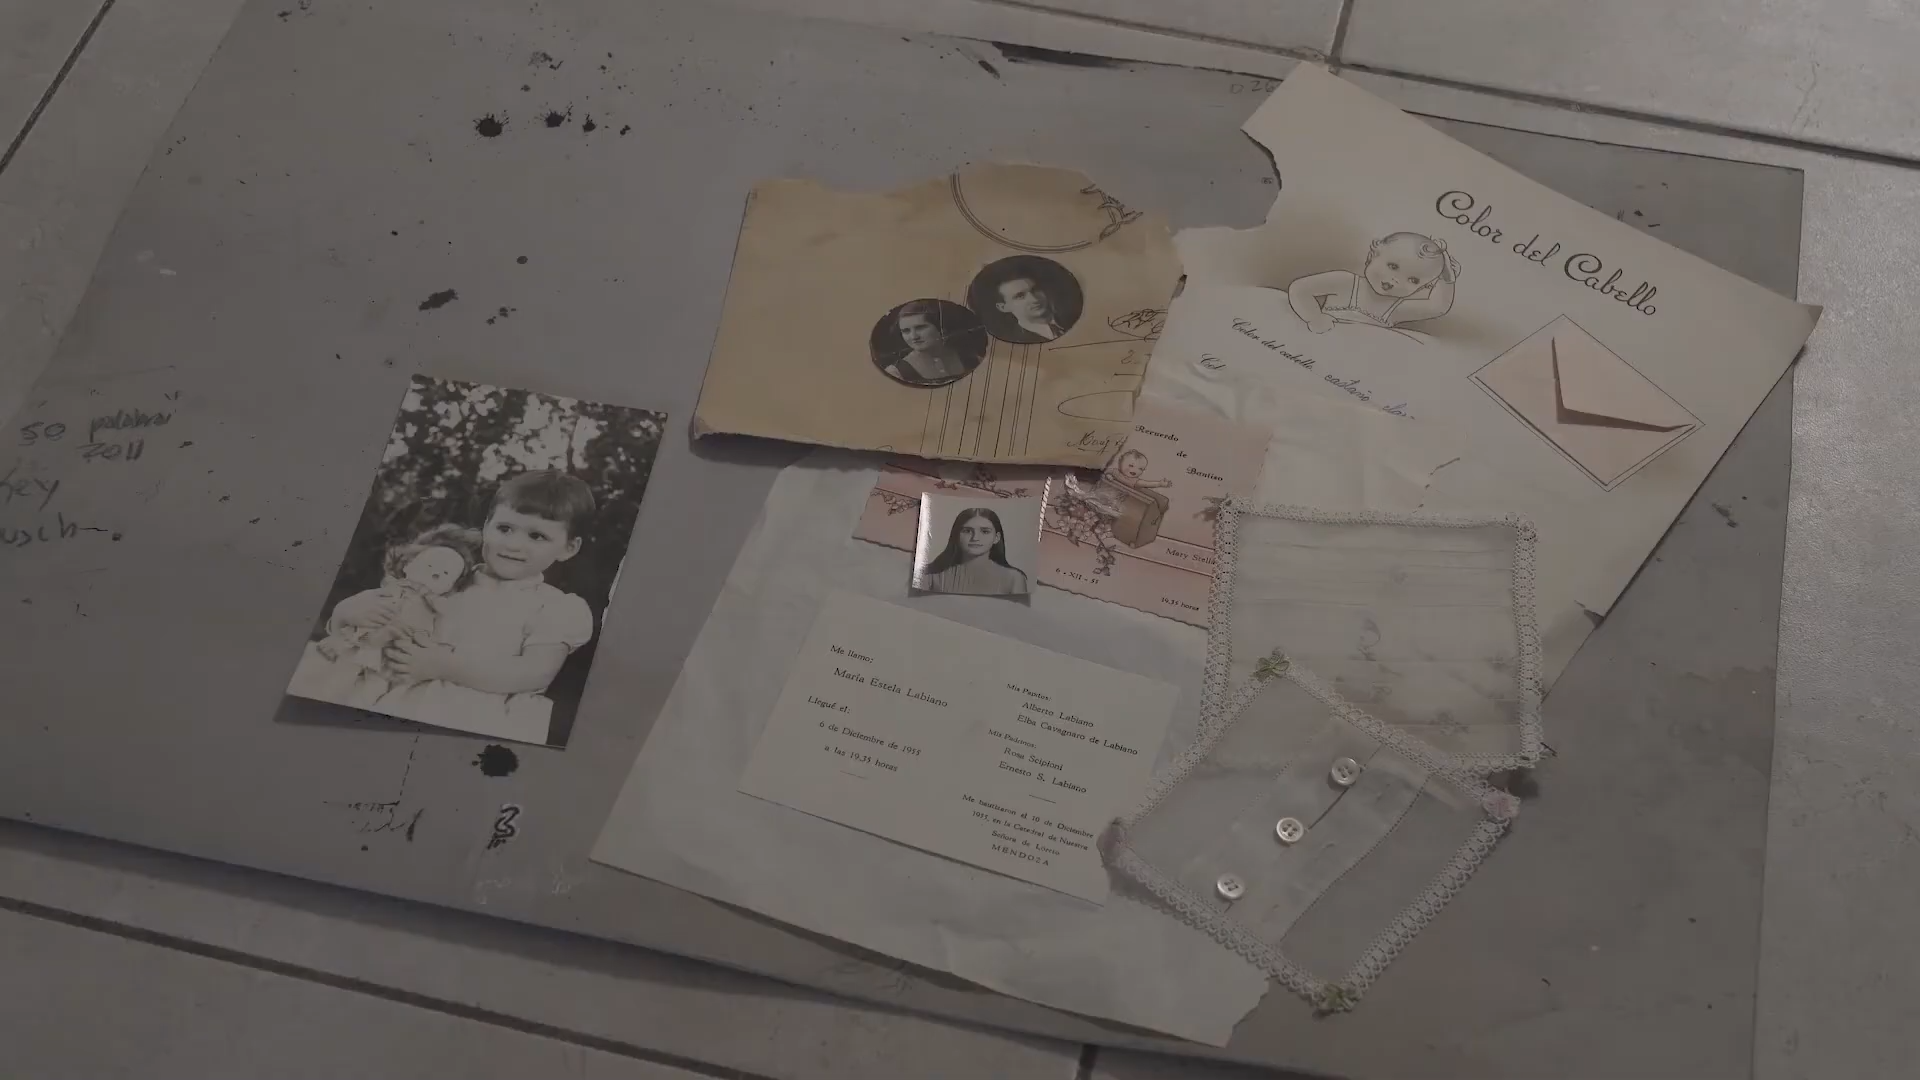 Color del Cabello
Color del cabello castaño
50 palabras
2011
Recuerdo
de
Bautizo
6 - XII - 55
19.35 horas
Me llamo:
María Estela Labiano
Llegué el:
6 de Diciembre de 1955
a las 19,35 horas
Mis Papitos:
Alberto Labiano
Elba Cavagnaro de Labiano
Mis Padrinos:
Rosa Scipioni
Ernesto S. Labiano
Me bautizaron el 10 de Diciembre
1955, en la Catedral de Nuestra
Señora de Loreto
MENDOZA
3